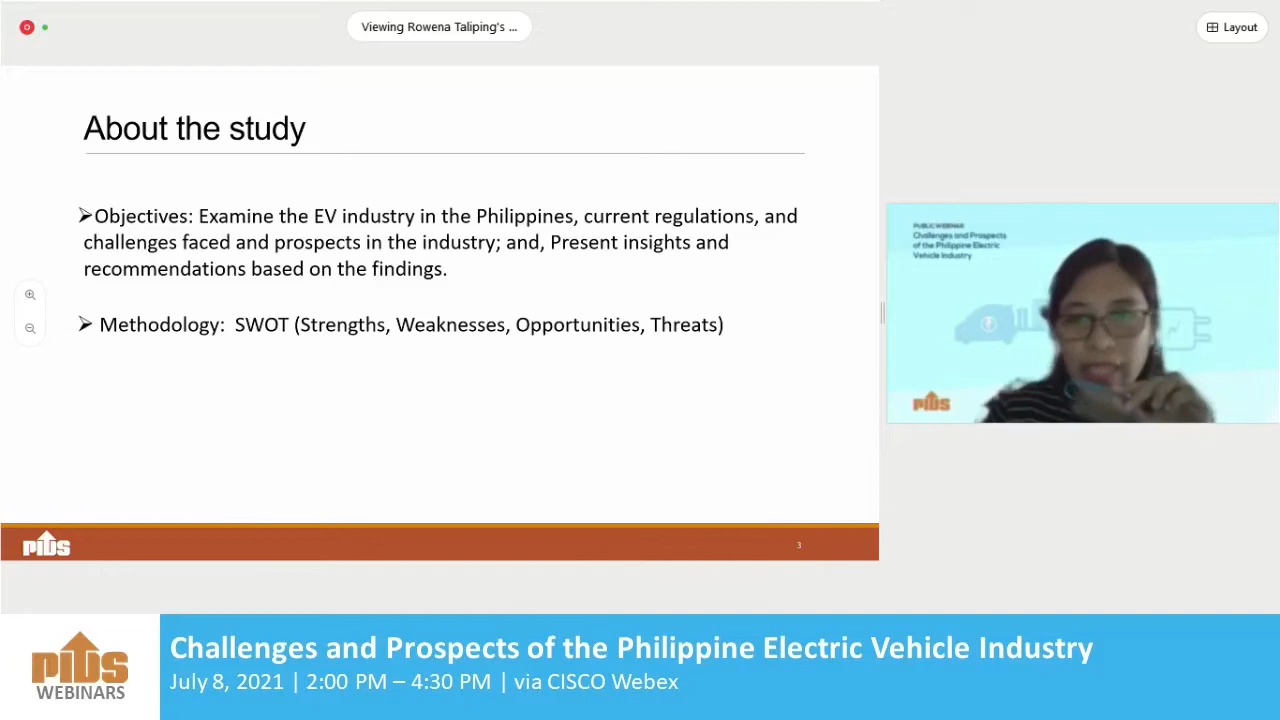 Viewing Rowena Taliping's ...
Layout
About the study
➢Objectives: Examine the EV industry in the Philippines, current regulations, and
challenges faced and prospects in the industry; and, Present insights and
recommendations based on the findings.
➢ Methodology: SWOT (Strengths, Weaknesses, Opportunities, Threats)
PIDS
3
PUBLIC WEBINAR
Challenges and Prospects
of the Philippine Electric
Vehicle Industry
PIDS
PIDS
WEBINARS
Challenges and Prospects of the Philippine Electric Vehicle Industry
July 8, 2021 | 2:00 PM – 4:30 PM | via CISCO Webex